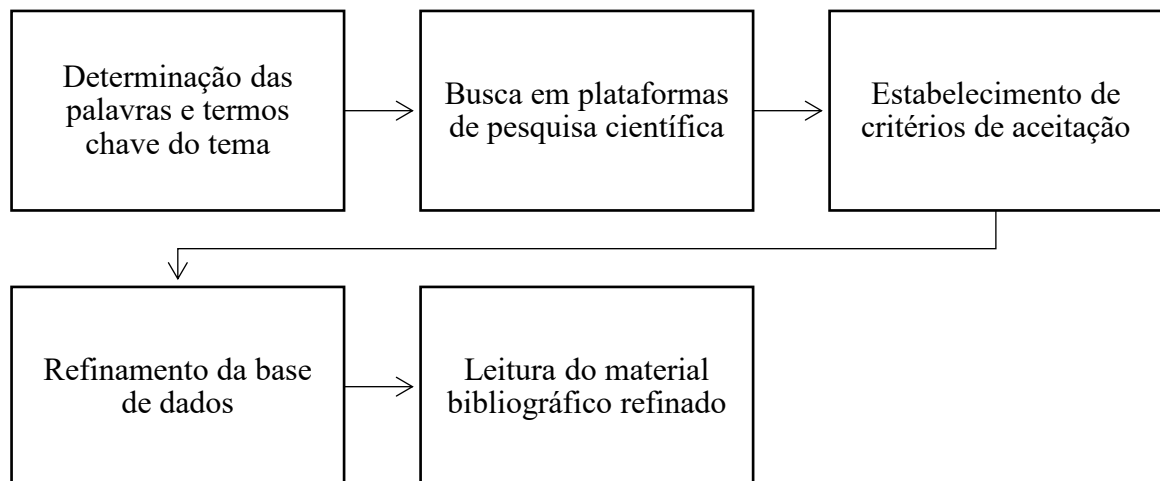 Determinação das
palavras e termos
chave do tema
Busca em plataformas
de pesquisa científica
Estabelecimento de
critérios de aceitação
Refinamento da base
de dados
Leitura do material
bibliográfico refinado